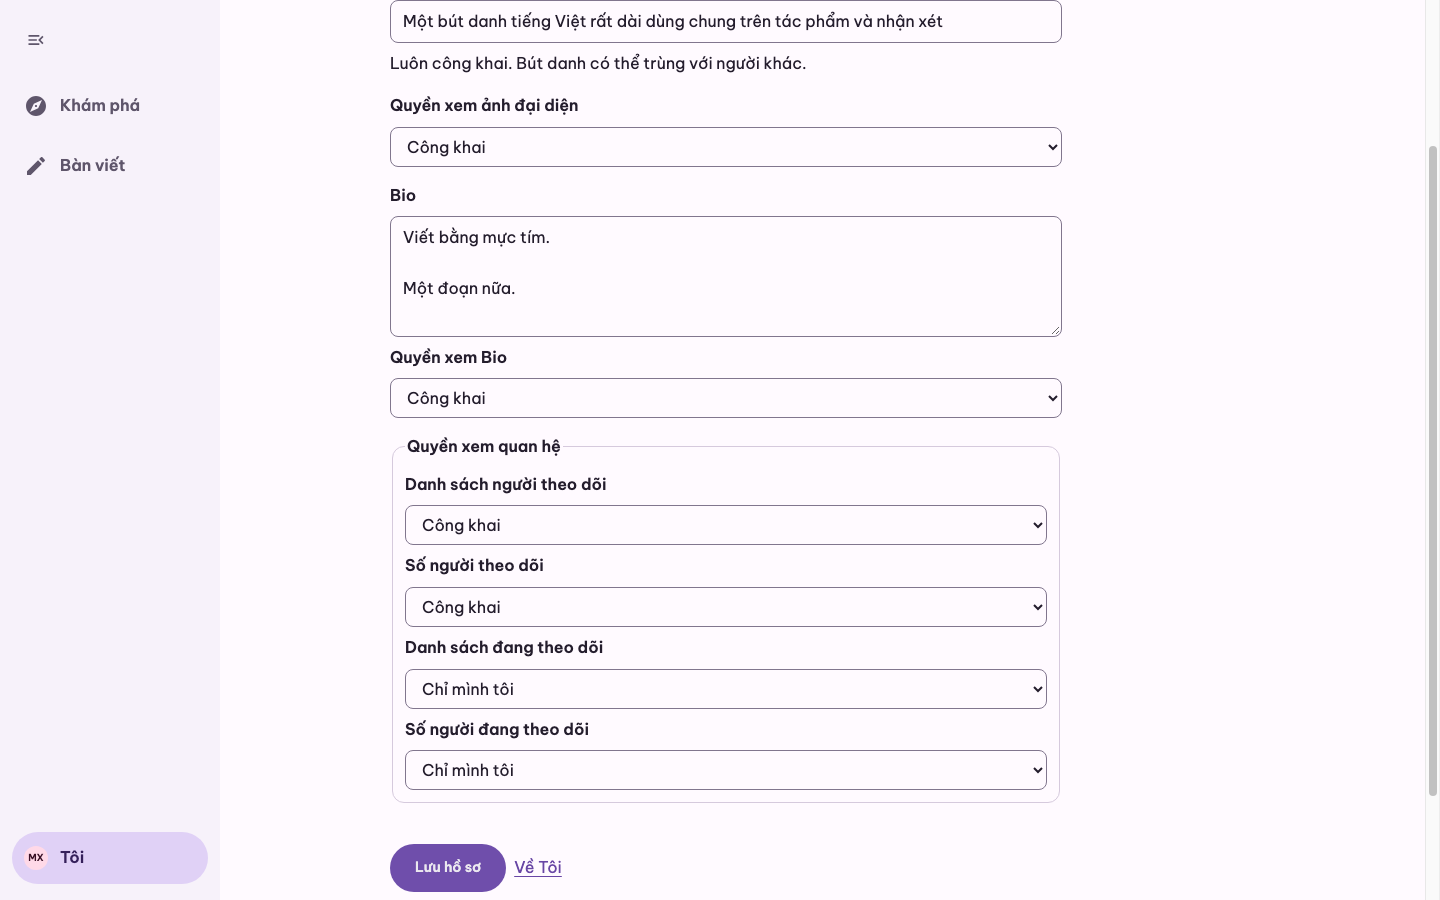 Khám phá
Bàn viết
MX Tôi
Một bút danh tiếng Việt rất dài dùng chung trên tác phẩm và nhận xét
Luôn công khai. Bút danh có thể trùng với người khác.
Quyền xem ảnh đại diện
Công khai
Bio
Viết bằng mực tím.
Một đoạn nữa.
Quyền xem Bio
Công khai
Quyền xem quan hệ
Danh sách người theo dõi
Công khai
Số người theo dõi
Công khai
Danh sách đang theo dõi
Chỉ mình tôi
Số người đang theo dõi
Chỉ mình tôi
Lưu hồ sơ Về Tôi